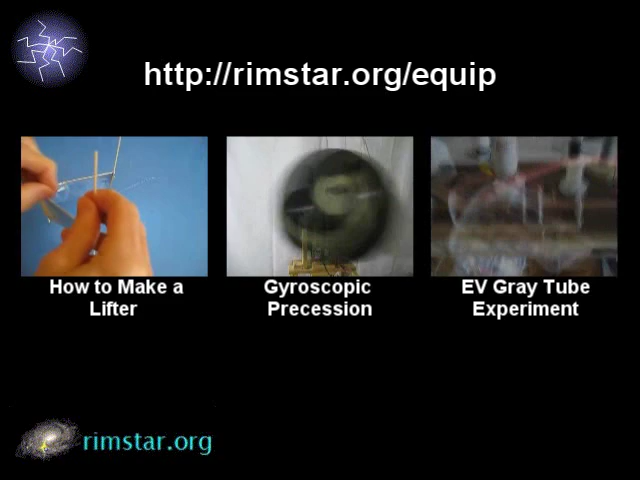 http://rimstar.org/equip
How to Make a
Lifter
Gyroscopic
Precession
EV Gray Tube
Experiment
rimstar.org